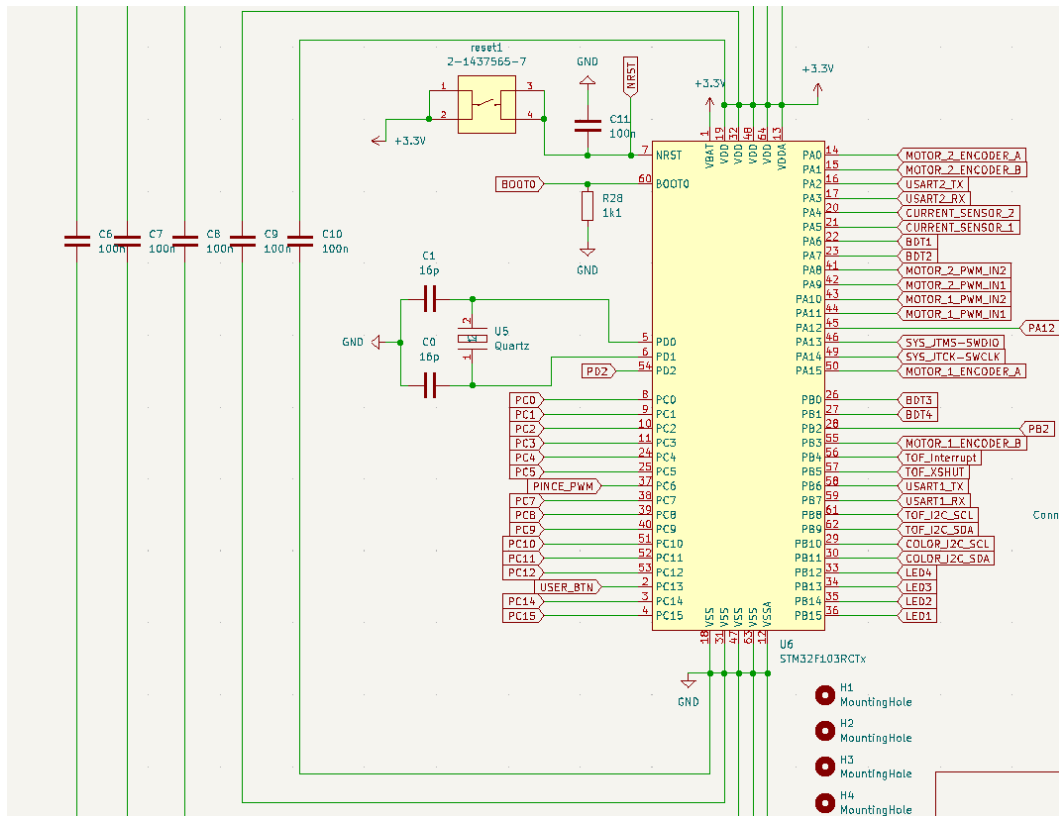 reset1
2-1437565-7
GND
NRST
+3.3V
+3.3V
1
3
2
4
+3.3V
C11
100n
1
19
32
48
64
13
VBAT
VDD
VDD
VDD
VDD
VDDA
7
NRST
BOOT0
60
BOOT0
R28
1k1
GND
C6
100n
C7
100n
C8
100n
C9
100n
C10
100n
C1
16p
GND
C0
16p
2
1
U5
Quartz
5
PD0
6
PD1
PD2
54
PD2
PC0
8
PC0
PC1
9
PC1
PC2
10
PC2
PC3
11
PC3
PC4
24
PC4
PC5
25
PC5
PINCE_PWM
37
PC6
PC7
38
PC7
PC8
39
PC8
PC9
40
PC9
PC10
51
PC10
PC11
52
PC11
PC12
53
PC12
USER_BTN
2
PC13
PC14
3
PC14
PC15
4
PC15
PA0
14
MOTOR_2_ENCODER_A
PA1
15
MOTOR_2_ENCODER_B
PA2
16
USART2_TX
PA3
17
USART2_RX
PA4
20
CURRENT_SENSOR_2
PA5
21
CURRENT_SENSOR_1
PA6
22
BDT1
PA7
23
BDT2
PA8
41
MOTOR_2_PWM_IN2
PA9
42
MOTOR_2_PWM_IN1
PA10
43
MOTOR_1_PWM_IN2
PA11
44
MOTOR_1_PWM_IN1
PA12
45
PA12
PA13
46
SYS_JTMS-SWDIO
PA14
49
SYS_JTCK-SWCLK
PA15
50
MOTOR_1_ENCODER_A
PB0
26
BDT3
PB1
27
BDT4
PB2
28
PB2
PB3
55
MOTOR_1_ENCODER_B
PB4
56
TOF_Interrupt
PB5
57
TOF_XSHUT
PB6
58
USART1_TX
PB7
59
USART1_RX
PB8
61
TOF_I2C_SCL
PB9
62
TOF_I2C_SDA
PB10
29
COLOR_I2C_SCL
PB11
30
COLOR_I2C_SDA
PB12
33
LED4
PB13
34
LED3
PB14
35
LED2
PB15
36
LED1
Conn
VSS
VSS
VSS
VSS
VSSA
18
31
47
63
12
U6
STM32F103RCTx
GND
H1
MountingHole
H2
MountingHole
H3
MountingHole
H4
MountingHole